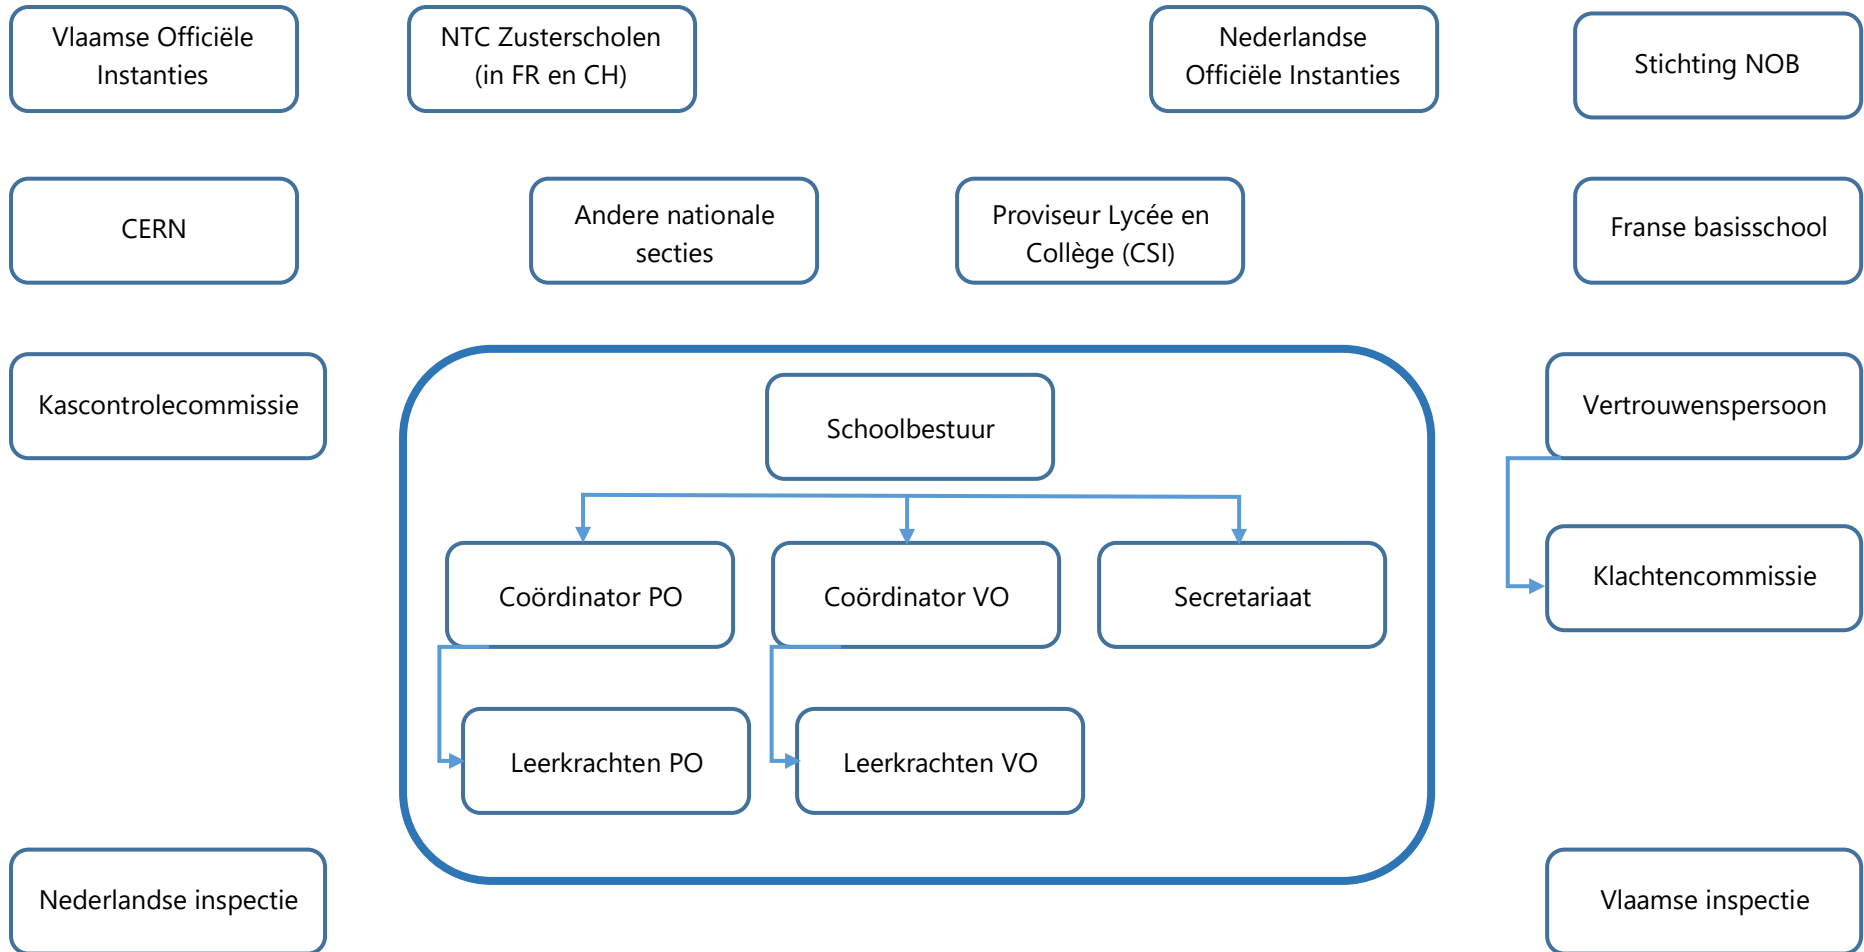 Vlaamse Officiële
Instanties
NTC Zusterscholen
(in FR en CH)
Nederlandse
Officiële Instanties
Stichting NOB
CERN
Andere nationale
secties
Proviseur Lycée en
Collège (CSI)
Franse basisschool
Kascontrolecommissie
Schoolbestuur
Vertrouwenspersoon
Coördinator PO
Coördinator VO
Secretariaat
Klachtencommissie
Leerkrachten PO
Leerkrachten VO
Nederlandse inspectie
Vlaamse inspectie